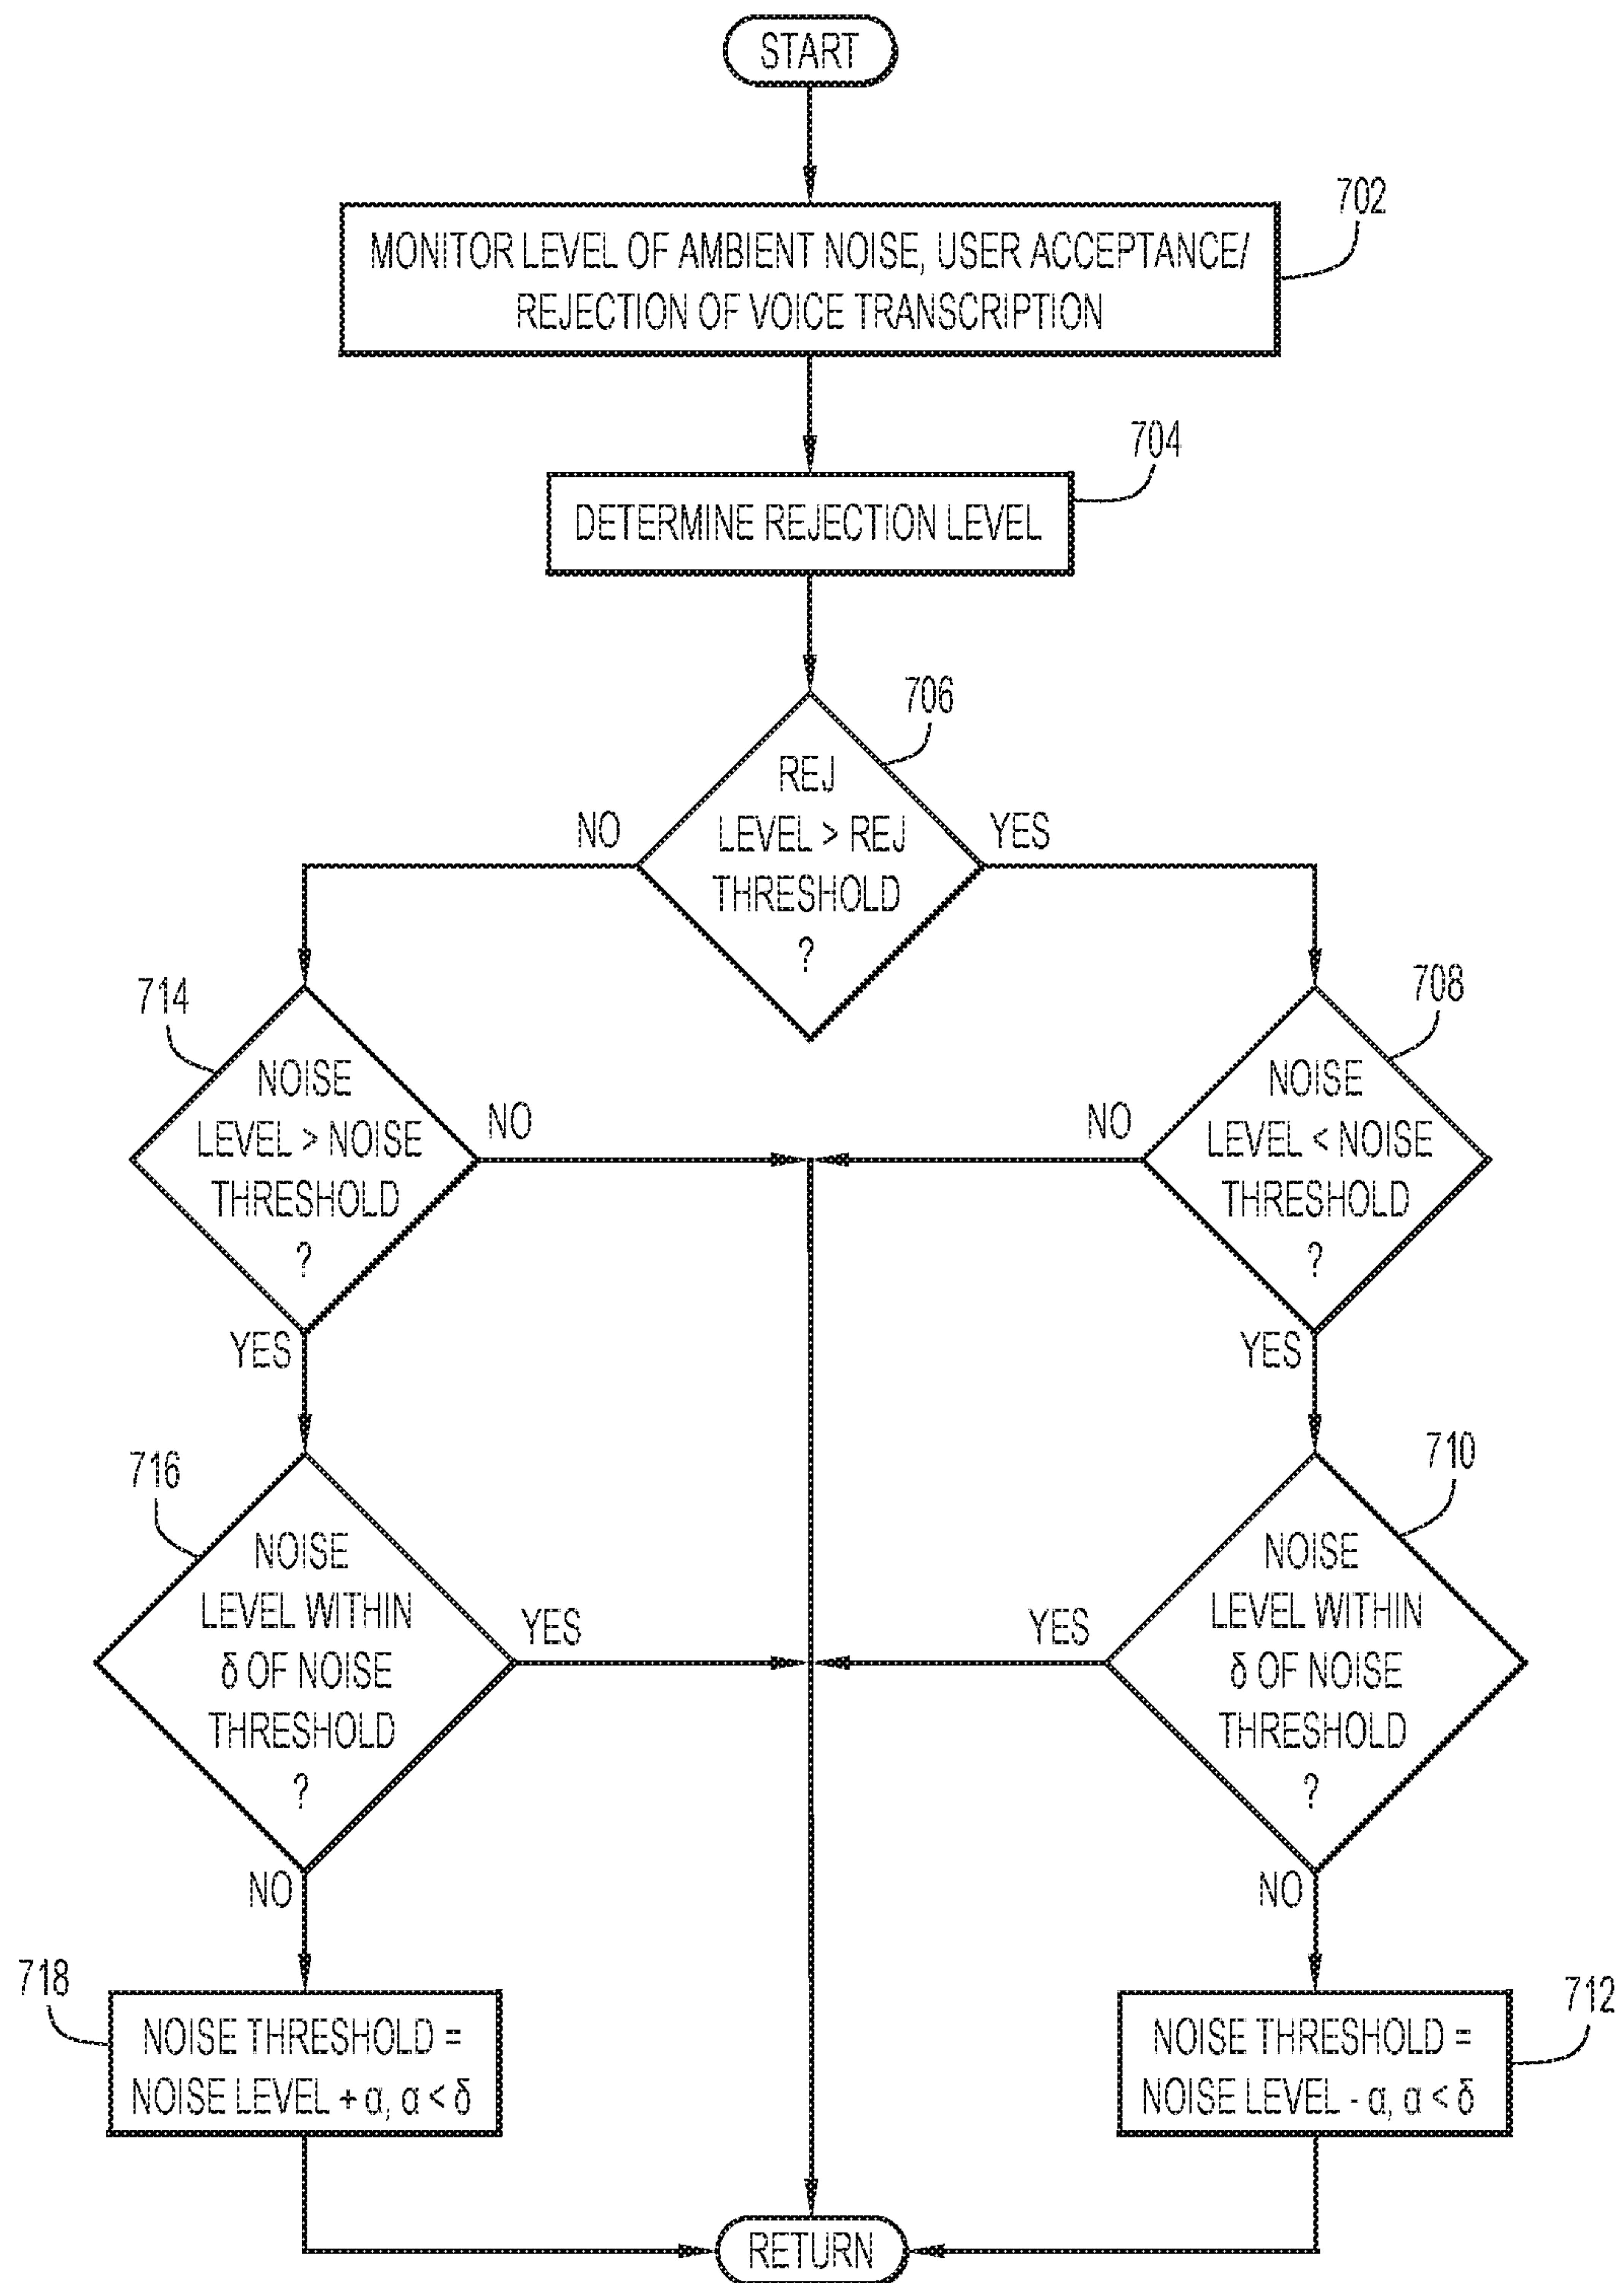 START
702
MONITOR LEVEL OF AMBIENT NOISE, USER ACCEPTANCE/
REJECTION OF VOICE TRANSCRIPTION
704
DETERMINE REJECTION LEVEL
706
REJ
LEVEL > REJ
THRESHOLD
?
NO
YES
714
NOISE
LEVEL > NOISE
THRESHOLD
?
NO
YES
708
NOISE
LEVEL < NOISE
THRESHOLD
?
NO
YES
716
NOISE
LEVEL WITHIN
δ OF NOISE
THRESHOLD
?
YES
NO
710
NOISE
LEVEL WITHIN
δ OF NOISE
THRESHOLD
?
YES
NO
718
NOISE THRESHOLD =
NOISE LEVEL + α, α < δ
712
NOISE THRESHOLD =
NOISE LEVEL - α, α < δ
RETURN